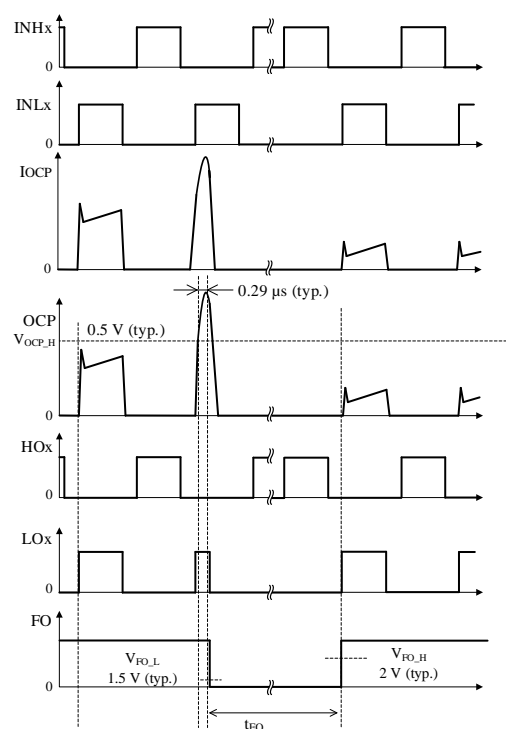 INHx
0
INLx
0
IOCP
0
0.29 µs (typ.)
OCP
0.5 V (typ.)
VOCP_H
0
HOx
0
LOx
0
FO
VFO_L
1.5 V (typ.)
VFO_H
2 V (typ.)
0
tFO